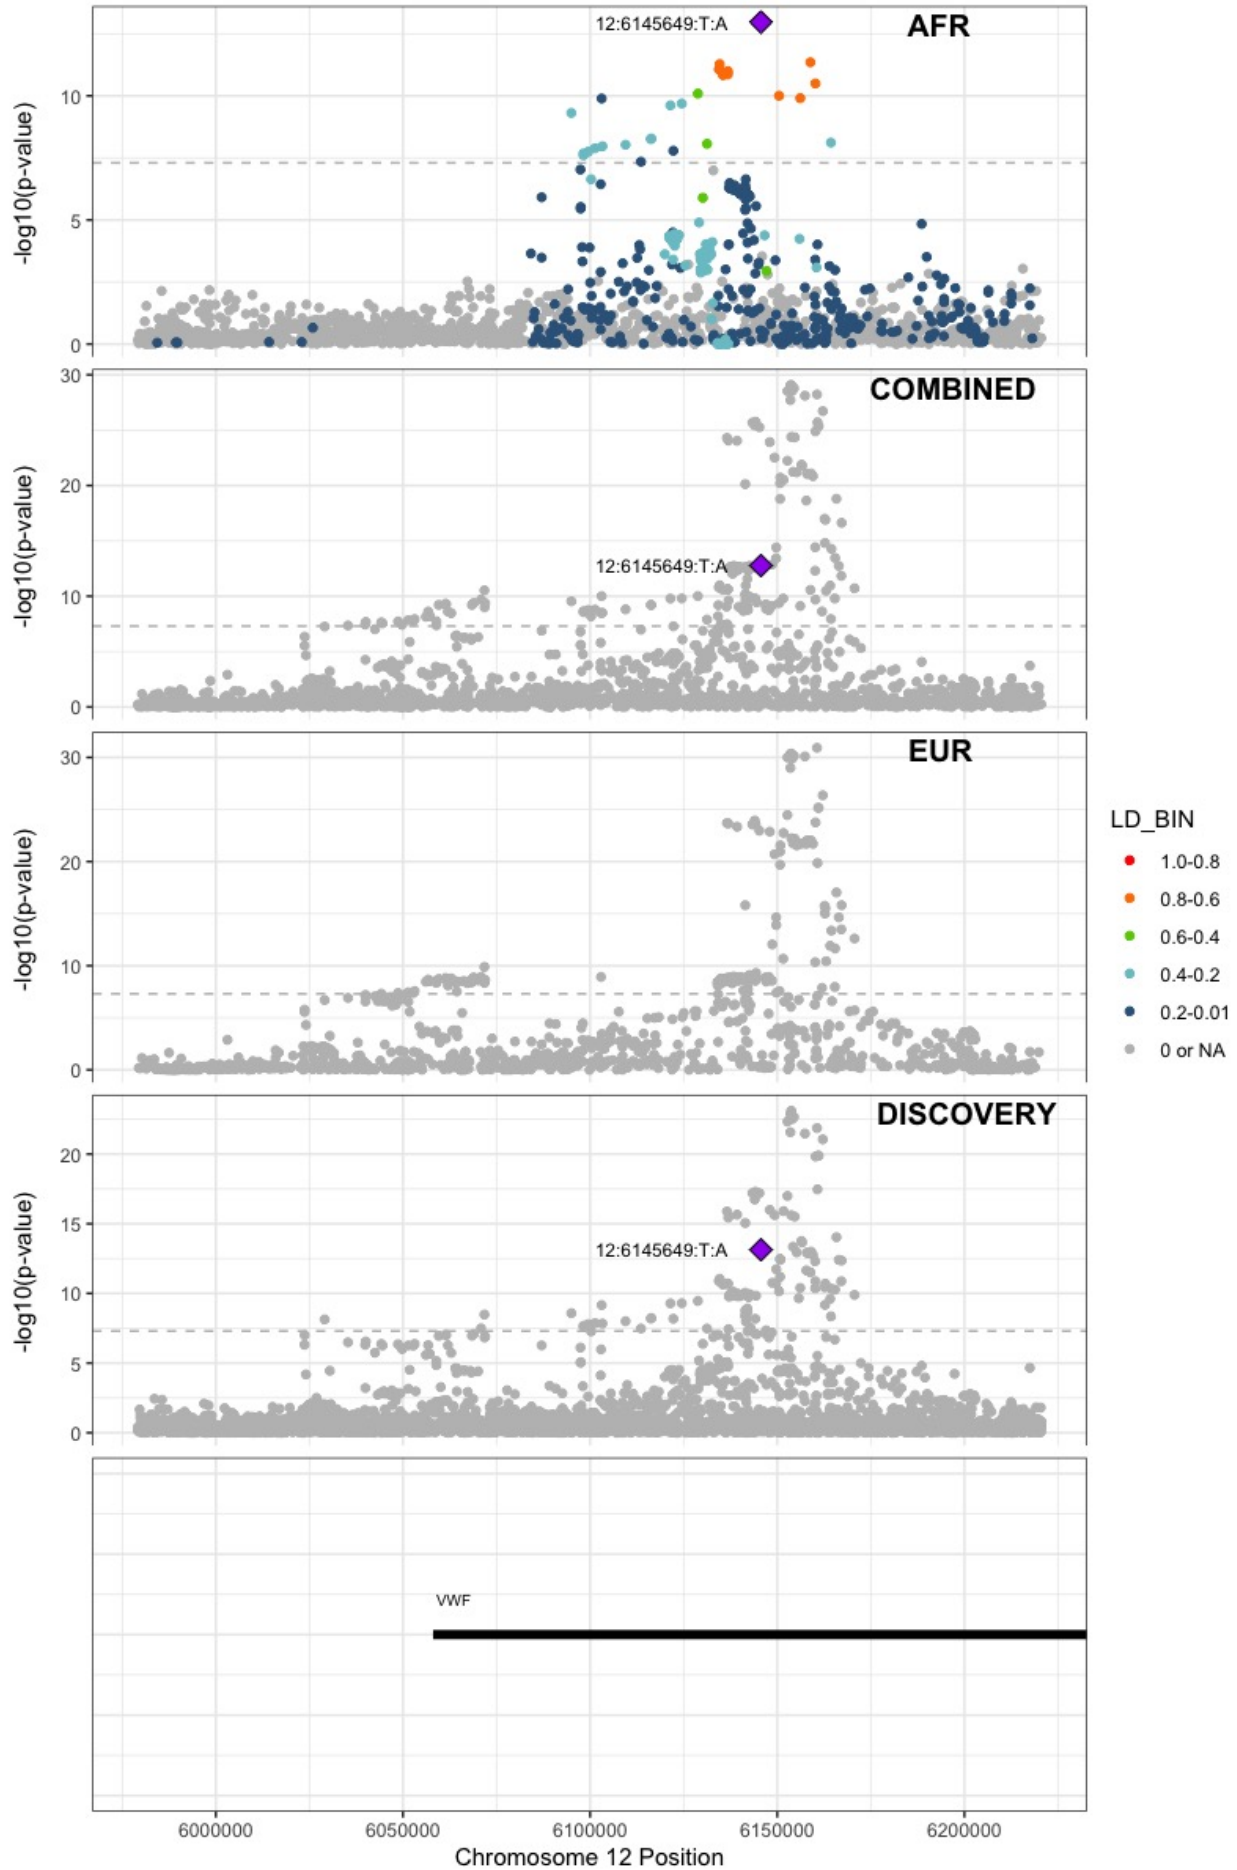 AFR
12:6145649:T:A
-log10(p-value)
10
5
0
COMBINED
12:6145649:T:A
-log10(p-value)
30
20
10
0
EUR
-log10(p-value)
30
20
10
0
DISCOVERY
12:6145649:T:A
-log10(p-value)
20
15
10
5
0
LD_BIN
1.0-0.8
0.8-0.6
0.6-0.4
0.4-0.2
0.2-0.01
0 or NA
VWF
6000000 6050000 6100000 6150000 6200000
Chromosome 12 Position